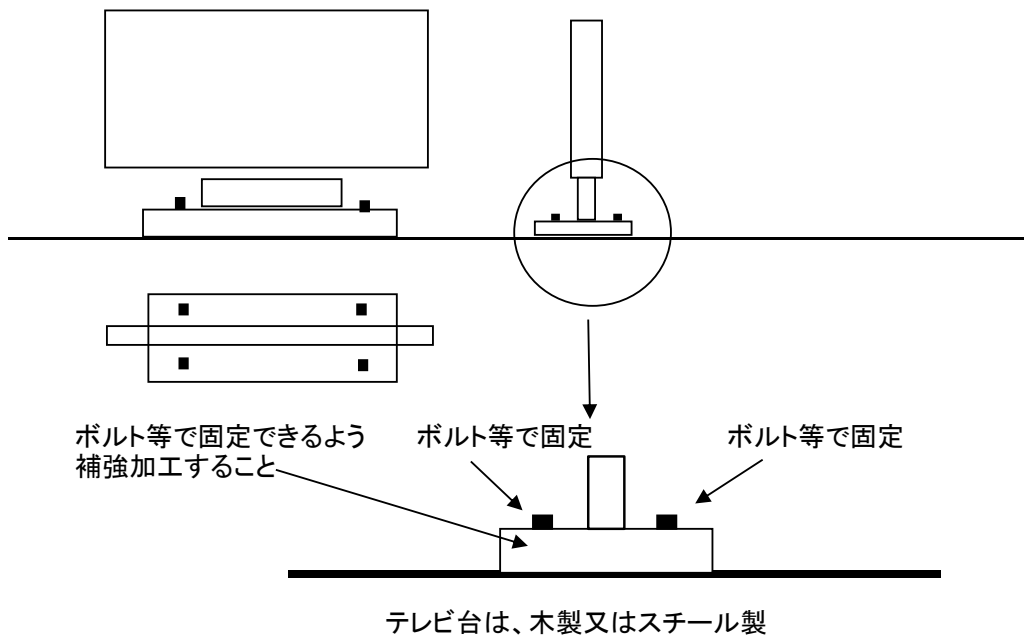 ボルト等で固定できるよう
補強加工すること
ボルト等で固定
ボルト等で固定
テレビ台は、木製又はスチール製